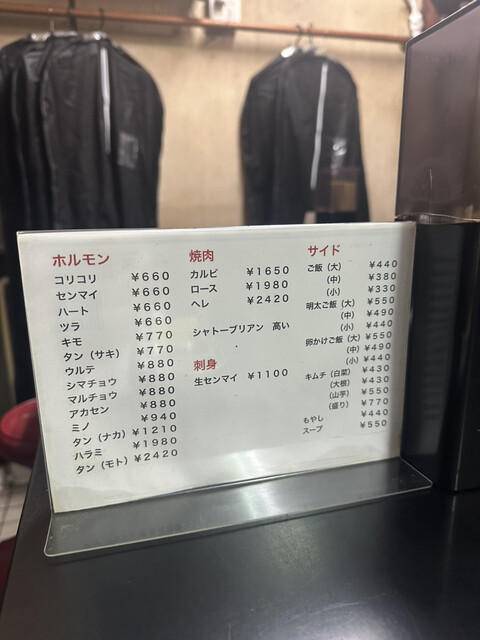 ホルモン
コリコリ ¥660
センマイ ¥660
ハート ¥660
ツラ ¥660
キモ ¥770
タン（サキ） ¥770
ウルテ ¥880
シマチョウ ¥880
マルチョウ ¥880
アカセン ¥880
ミノ ¥940
タン（ナカ） ¥1210
ハラミ ¥1980
タン（モト） ¥2420
焼肉
カルビ ¥1650
ロース ¥1980
ヘレ ¥2420
シャトーブリアン 高い
刺身
生センマイ ¥1100
サイド
ご飯（大） ¥440
（中） ¥380
（小） ¥330
明太ご飯（大） ¥550
（中） ¥490
（小） ¥440
卵かけご飯（大） ¥550
（中） ¥490
（小） ¥440
キムチ（白菜） ¥430
（大根） ¥430
（山芋） ¥550
（盛り） ¥770
もやし ¥440
スープ ¥550